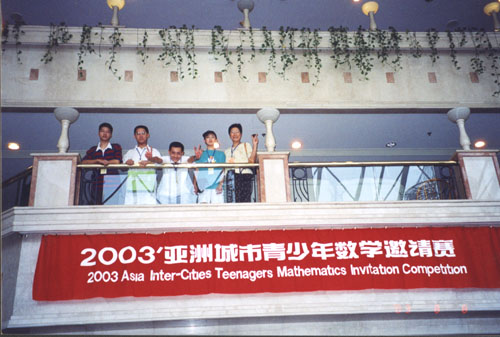 2003'亚洲城市青少年数学邀请赛
2003 Asia Inter-Cities Teenagers Mathematics Invitation Competition